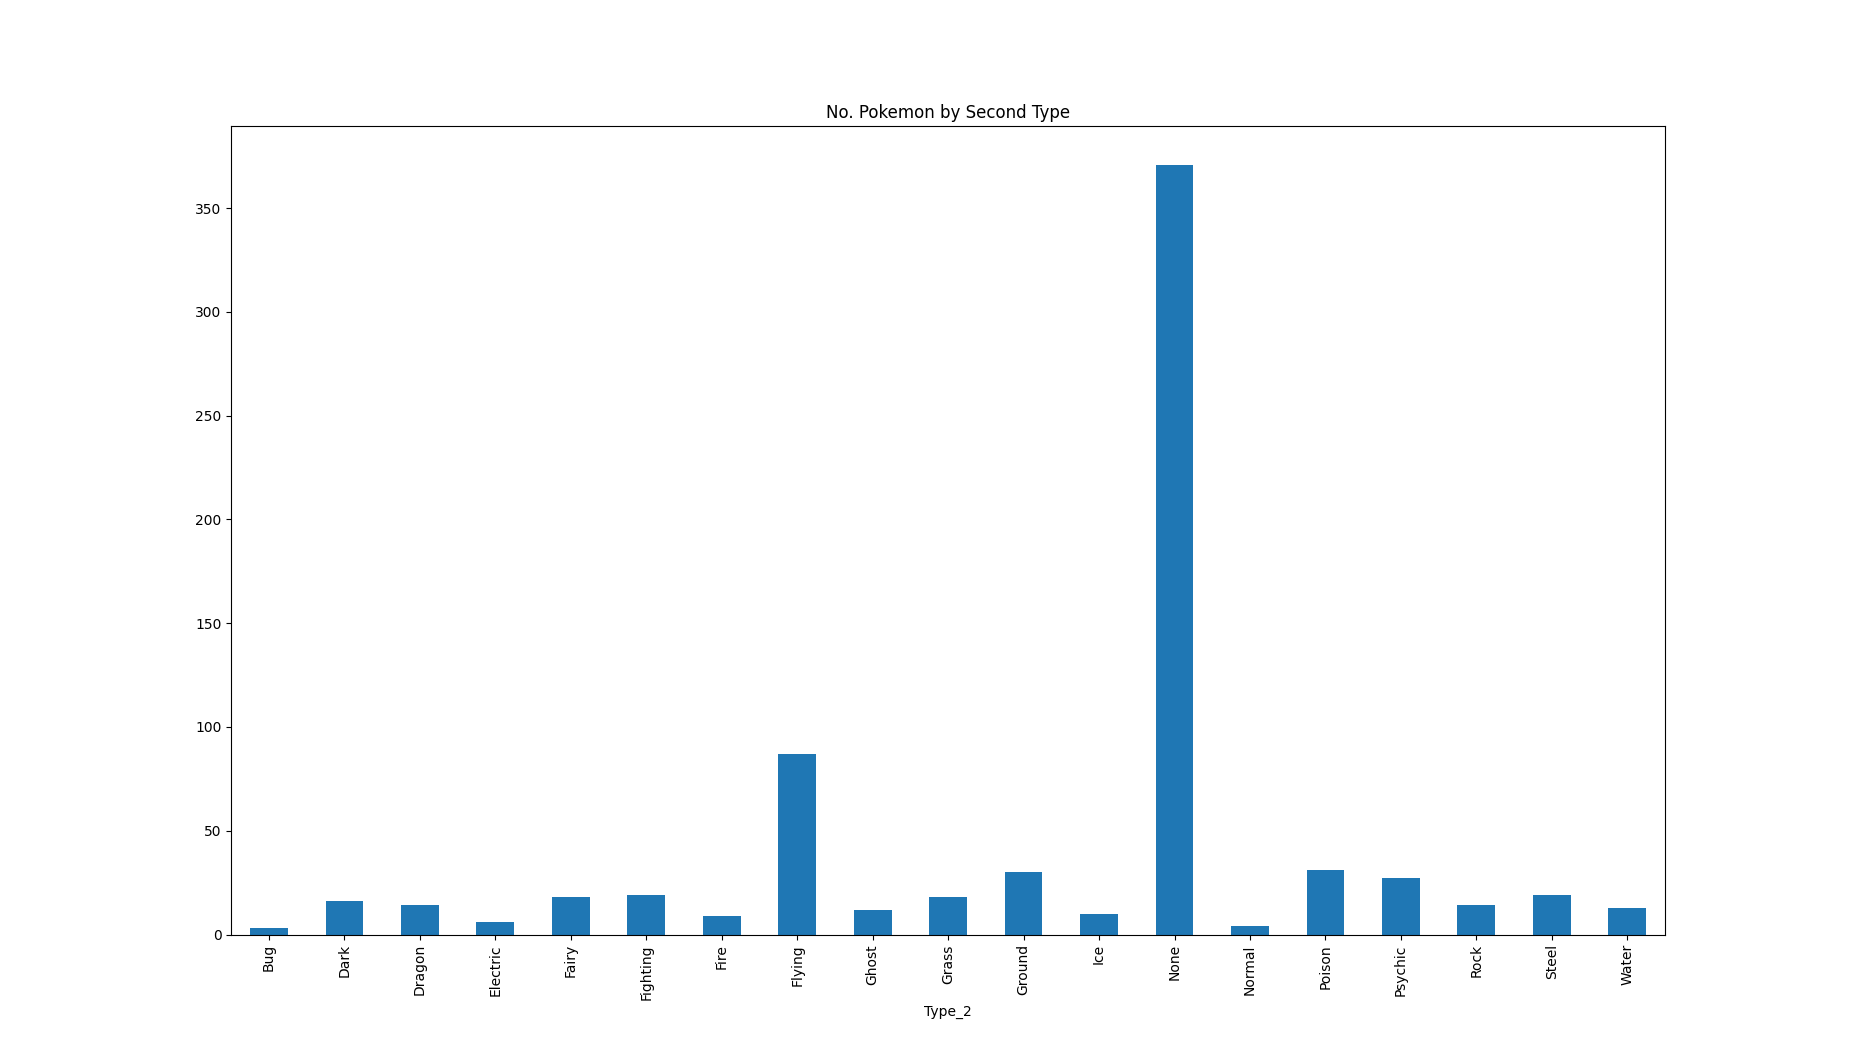 No. Pokemon by Second Type
350
300
250
200
150
100
50
0
Bug
Dark
Dragon
Electric
Fairy
Fighting
Fire
Flying
Ghost
Grass
Ground
Ice
None
Normal
Poison
Psychic
Rock
Steel
Water
Type_2